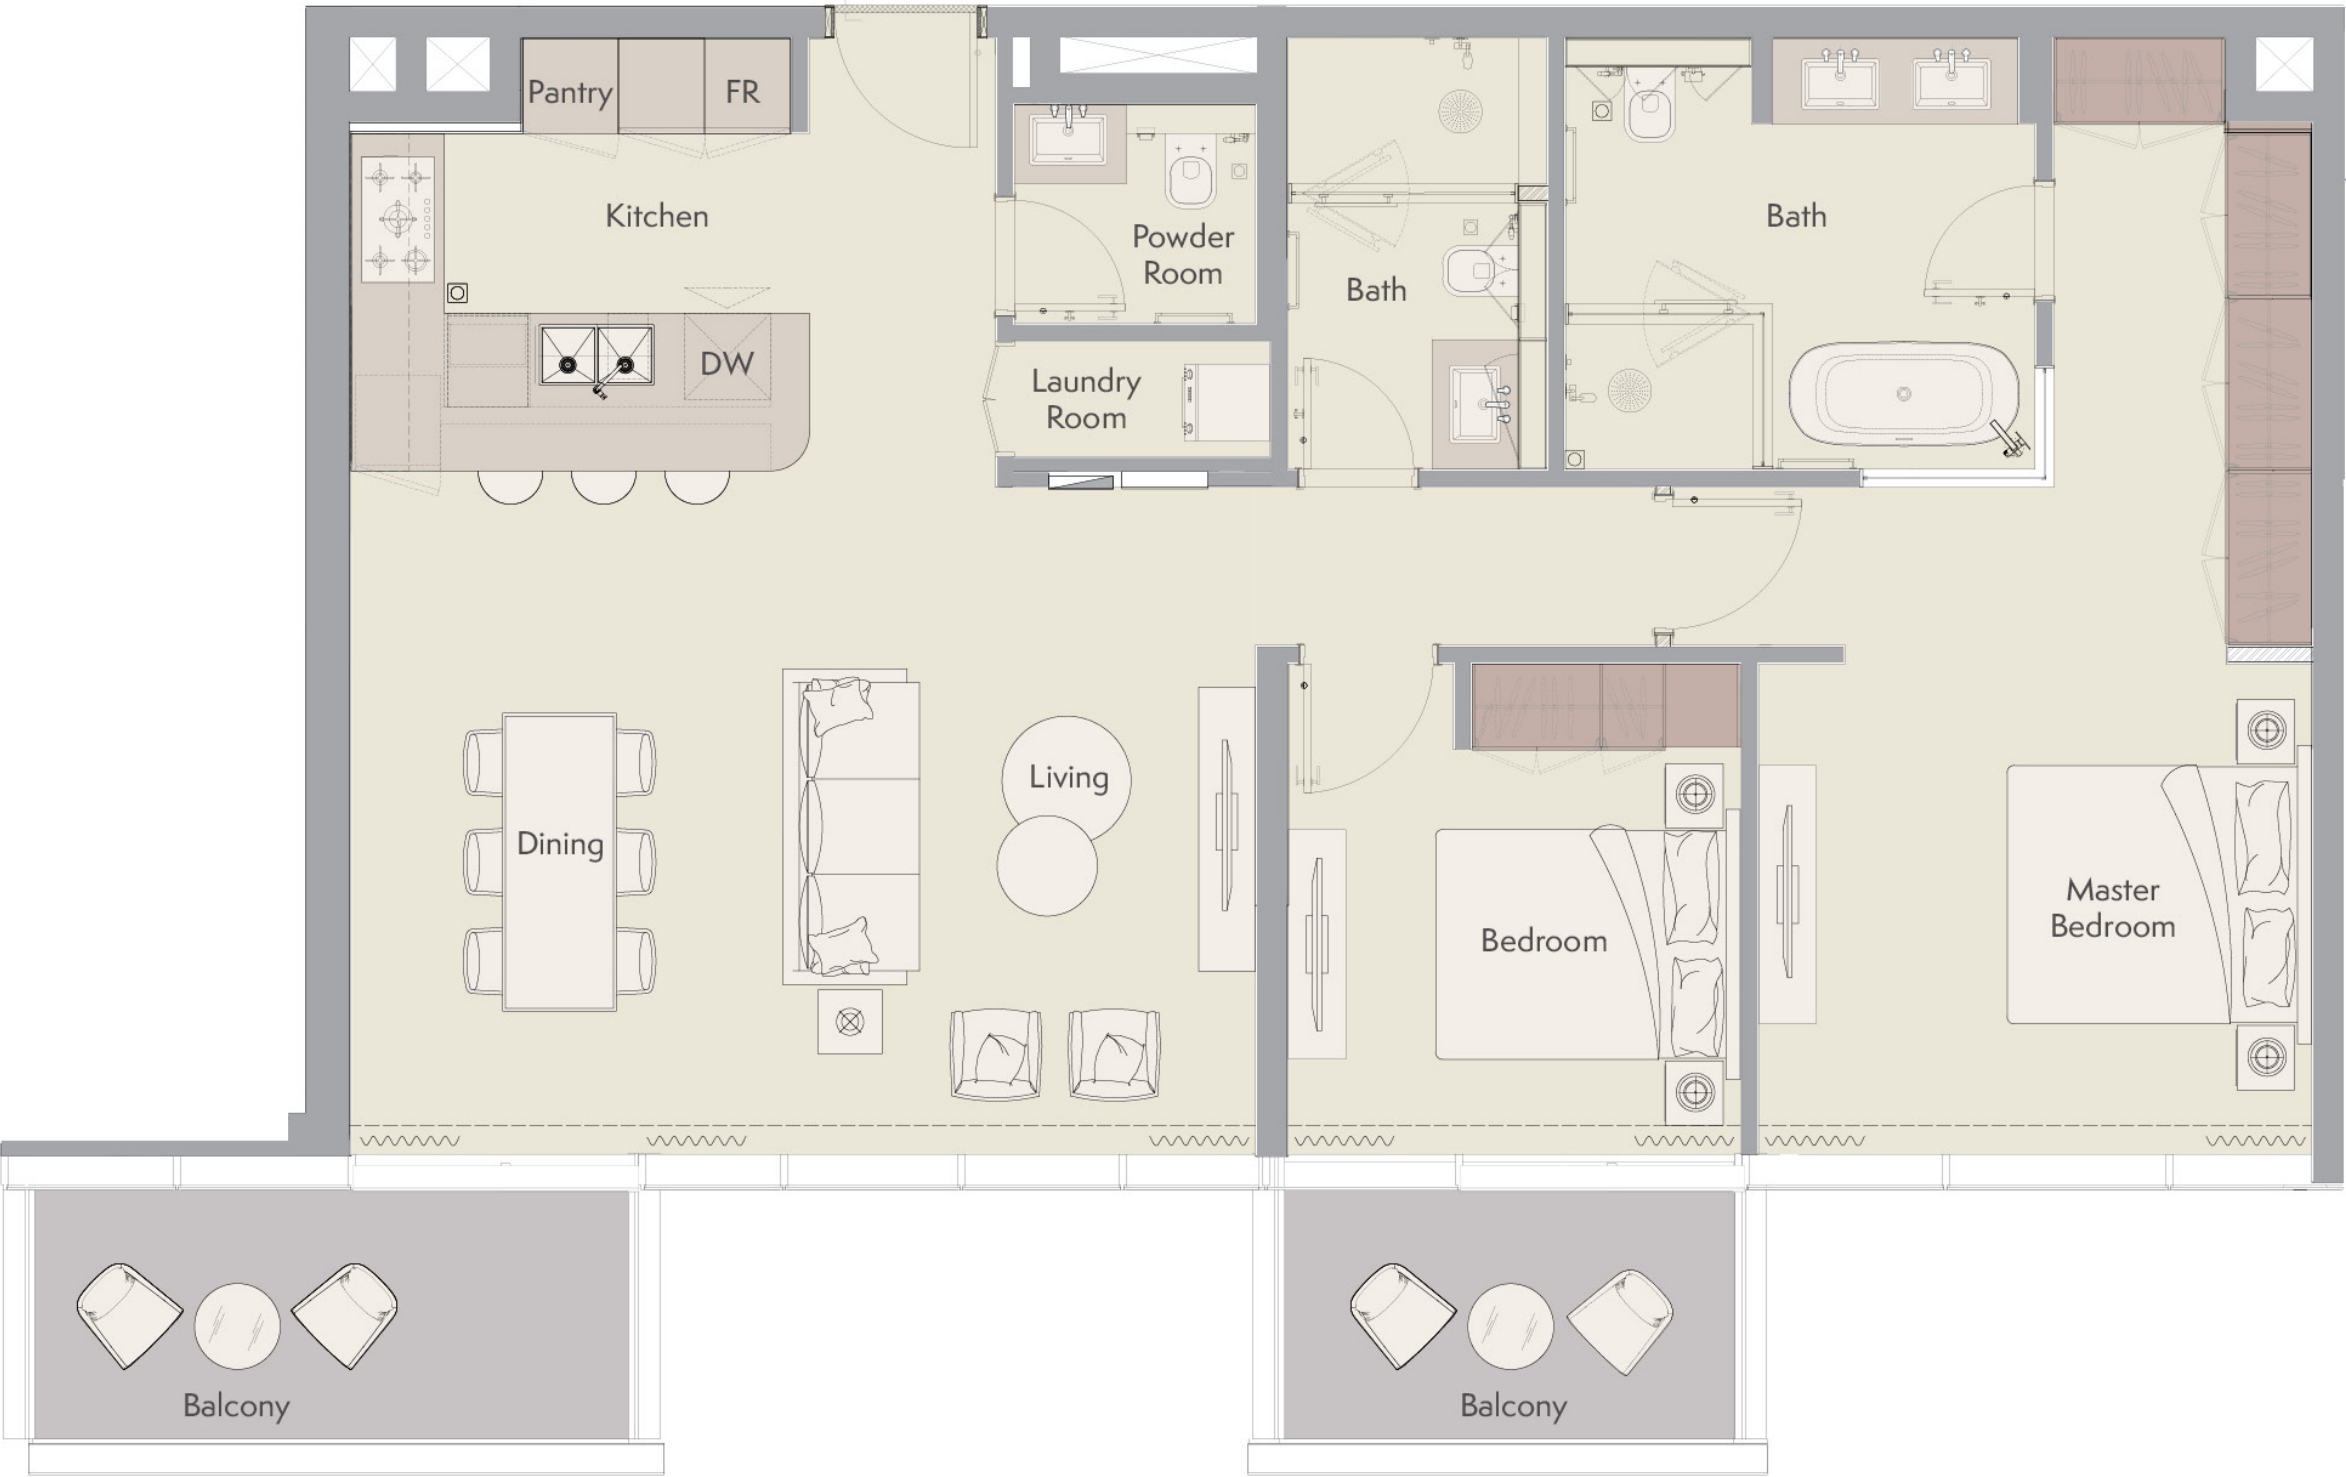 Pantry
FR
Kitchen
Powder
Room
Bath
Bath
DW
Laundry
Room
Living
Dining
Bedroom
Master
Bedroom
Balcony
Balcony